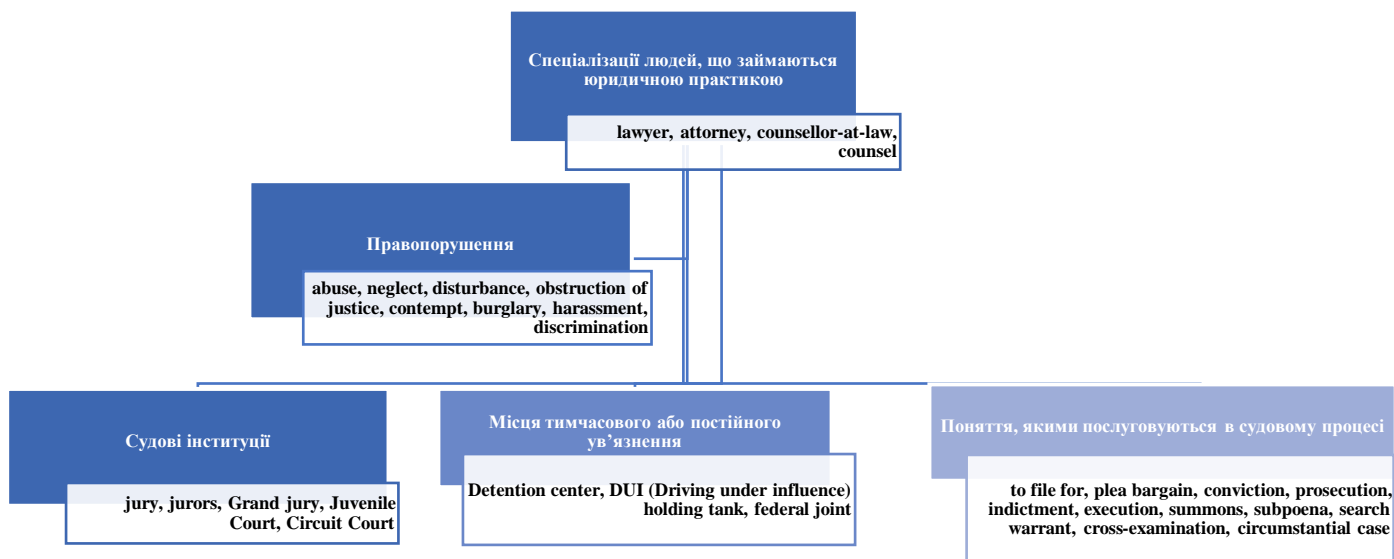 Спеціалізації людей, що займаються
юридичною практикою
lawyer, attorney, counsellor-at-law,
counsel
Правопорушення
abuse, neglect, disturbance, obstruction of
justice, contempt, burglary, harassment,
discrimination
Судові інституції
jury, jurors, Grand jury, Juvenile
Court, Circuit Court
Місця тимчасового або постійного
ув’язнення
Detention center, DUI (Driving under influence)
holding tank, federal joint
Поняття, якими послуговуються в судовому процесі
to file for, plea bargain, conviction, prosecution,
indictment, execution, summons, subpoena, search
warrant, cross-examination, circumstantial case